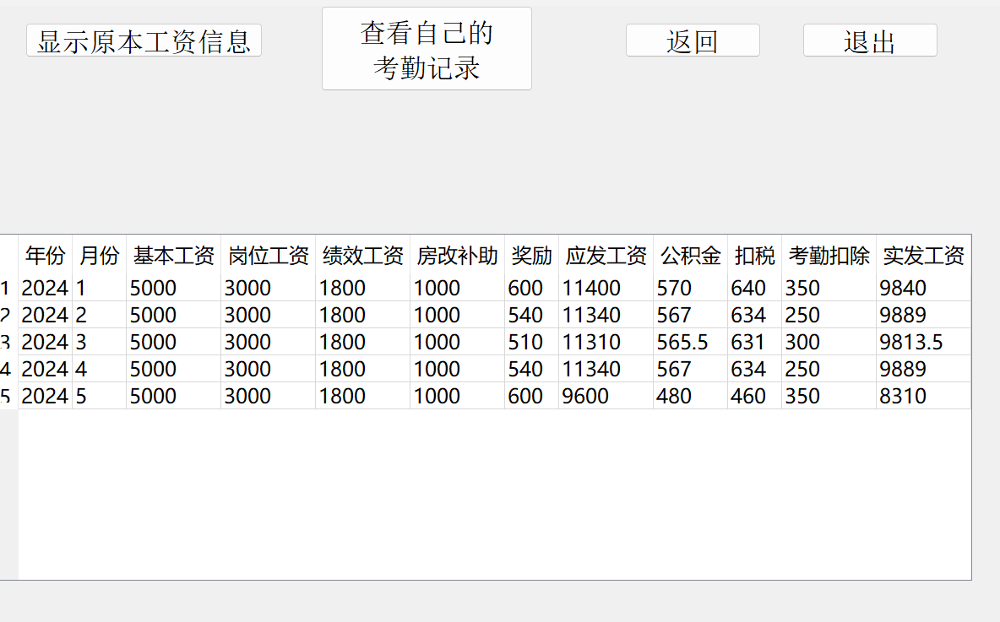 显示原本工资信息
查看自己的
考勤记录
返回
退出
年份 月份 基本工资 岗位工资 绩效工资 房改补助 奖励 应发工资 公积金 扣税 考勤扣除 实发工资
1 2024 1 5000 3000 1800 1000 600 11400 570 640 350 9840
2 2024 2 5000 3000 1800 1000 540 11340 567 634 250 9889
3 2024 3 5000 3000 1800 1000 510 11310 565.5 631 300 9813.5
4 2024 4 5000 3000 1800 1000 540 11340 567 634 250 9889
5 2024 5 5000 3000 1800 1000 600 9600 480 460 350 8310